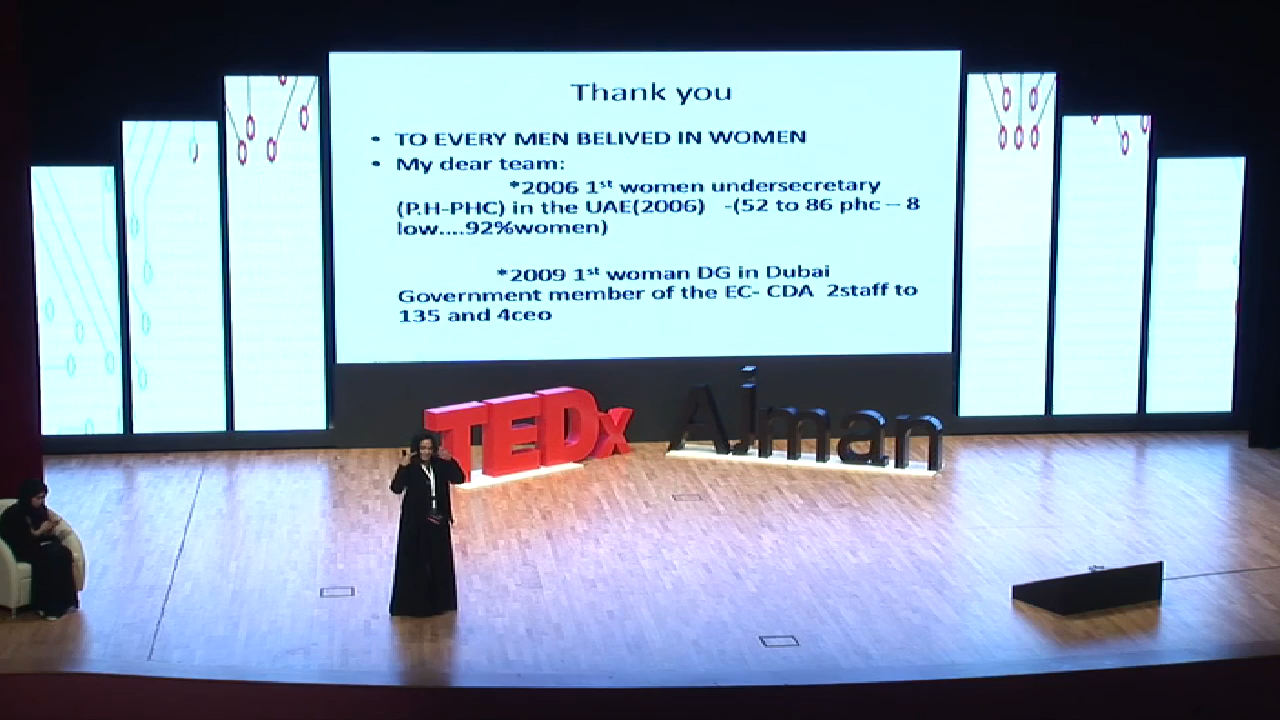 Thank you
• TO EVERY MEN BELIVED IN WOMEN
• My dear team:
*2006 1st women undersecretary
(P.H-PHC) in the UAE(2006) -(52 to 86 phc – 8
low....92%women)
*2009 1st woman DG in Dubai
Government member of the EC- CDA 2staff to
135 and 4ceo
TEDx Ajman